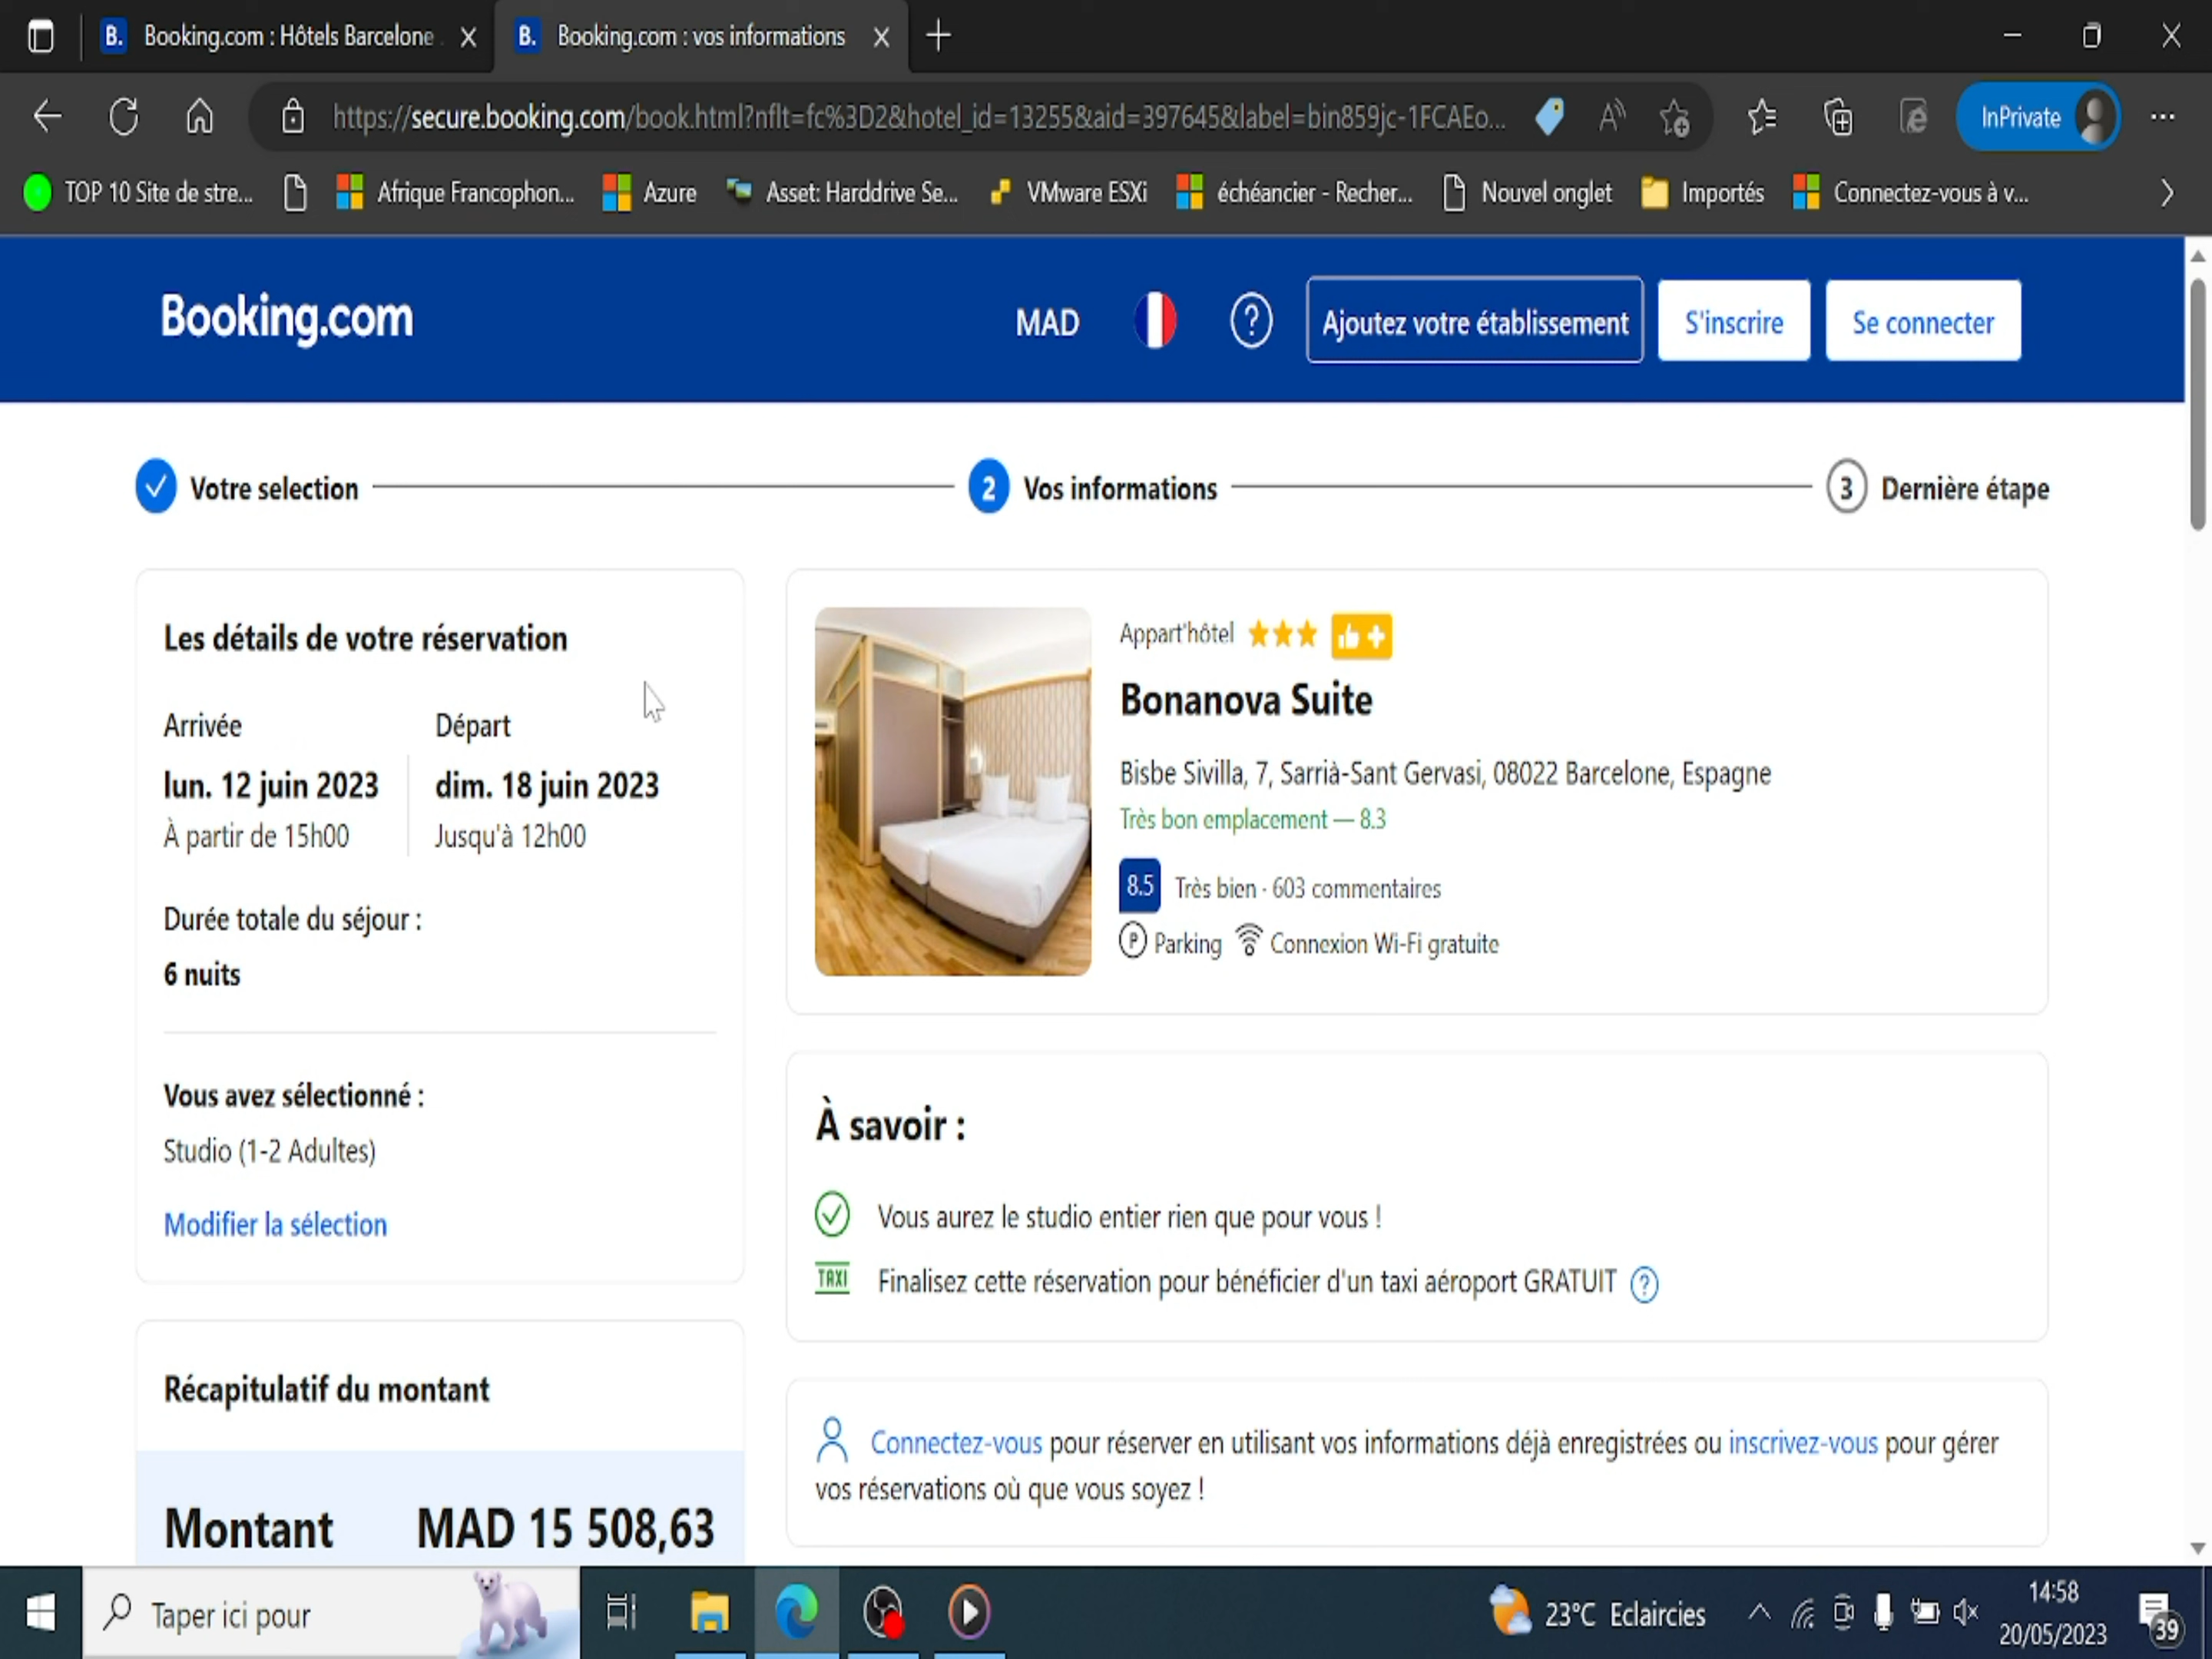 Booking.com : Hôtels Barcelone
Booking.com : vos informations
https://secure.booking.com/book.html?nflt=fc%3D2&hotel_id=13255&aid=397645&label=bin859jc-1FCAEo...
InPrivate
TOP 10 Site de stre...
Afrique Francophon...
Azure
Asset: Harddrive Se...
VMware ESXi
échéancier - Recher...
Nouvel onglet
Importés
Connectez-vous à v...
Booking.com
MAD
Ajoutez votre établissement
S'inscrire
Se connecter
Votre selection
2 Vos informations
3 Dernière étape
Les détails de votre réservation
Arrivée
lun. 12 juin 2023
À partir de 15h00
Départ
dim. 18 juin 2023
Jusqu'à 12h00
Durée totale du séjour :
6 nuits
Vous avez sélectionné :
Studio (1-2 Adultes)
Modifier la sélection
Récapitulatif du montant
Montant MAD 15 508,63
Appart'hôtel
Bonanova Suite
Bisbe Sivilla, 7, Sarrià-Sant Gervasi, 08022 Barcelone, Espagne
Très bon emplacement — 8.3
8.5 Très bien · 603 commentaires
P Parking Connexion Wi-Fi gratuite
À savoir :
Vous aurez le studio entier rien que pour vous !
TAXI Finalisez cette réservation pour bénéficier d'un taxi aéroport GRATUIT
Connectez-vous pour réserver en utilisant vos informations déjà enregistrées ou inscrivez-vous pour gérer
vos réservations où que vous soyez !
Taper ici pour
23°C Eclaircies
14:58
20/05/2023
39